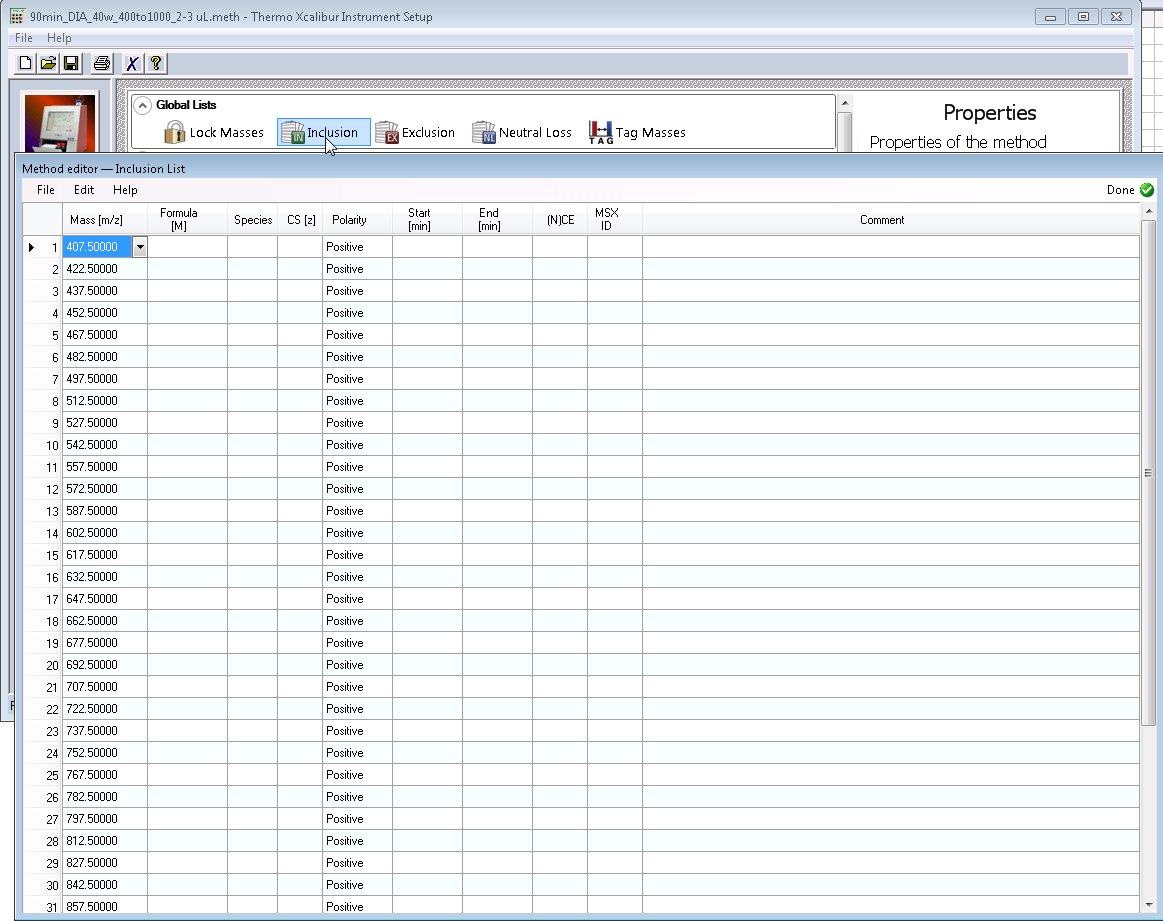 90min_DIA_40w_400to1000_2-3 uL.meth - Thermo Xcalibur Instrument Setup
File Help
Global Lists
Lock Masses Inclusion Exclusion Neutral Loss Tag Masses
IN EX NL TAG
Properties
Properties of the method
Method editor — Inclusion List
File Edit Help Done
Mass [m/z] Formula [M] Species CS [z] Polarity Start [min] End [min] (N)CE MSX ID Comment
1 407.50000 Positive
2 422.50000 Positive
3 437.50000 Positive
4 452.50000 Positive
5 467.50000 Positive
6 482.50000 Positive
7 497.50000 Positive
8 512.50000 Positive
9 527.50000 Positive
10 542.50000 Positive
11 557.50000 Positive
12 572.50000 Positive
13 587.50000 Positive
14 602.50000 Positive
15 617.50000 Positive
16 632.50000 Positive
17 647.50000 Positive
18 662.50000 Positive
19 677.50000 Positive
20 692.50000 Positive
21 707.50000 Positive
22 722.50000 Positive
23 737.50000 Positive
24 752.50000 Positive
25 767.50000 Positive
26 782.50000 Positive
27 797.50000 Positive
28 812.50000 Positive
29 827.50000 Positive
30 842.50000 Positive
31 857.50000 Positive